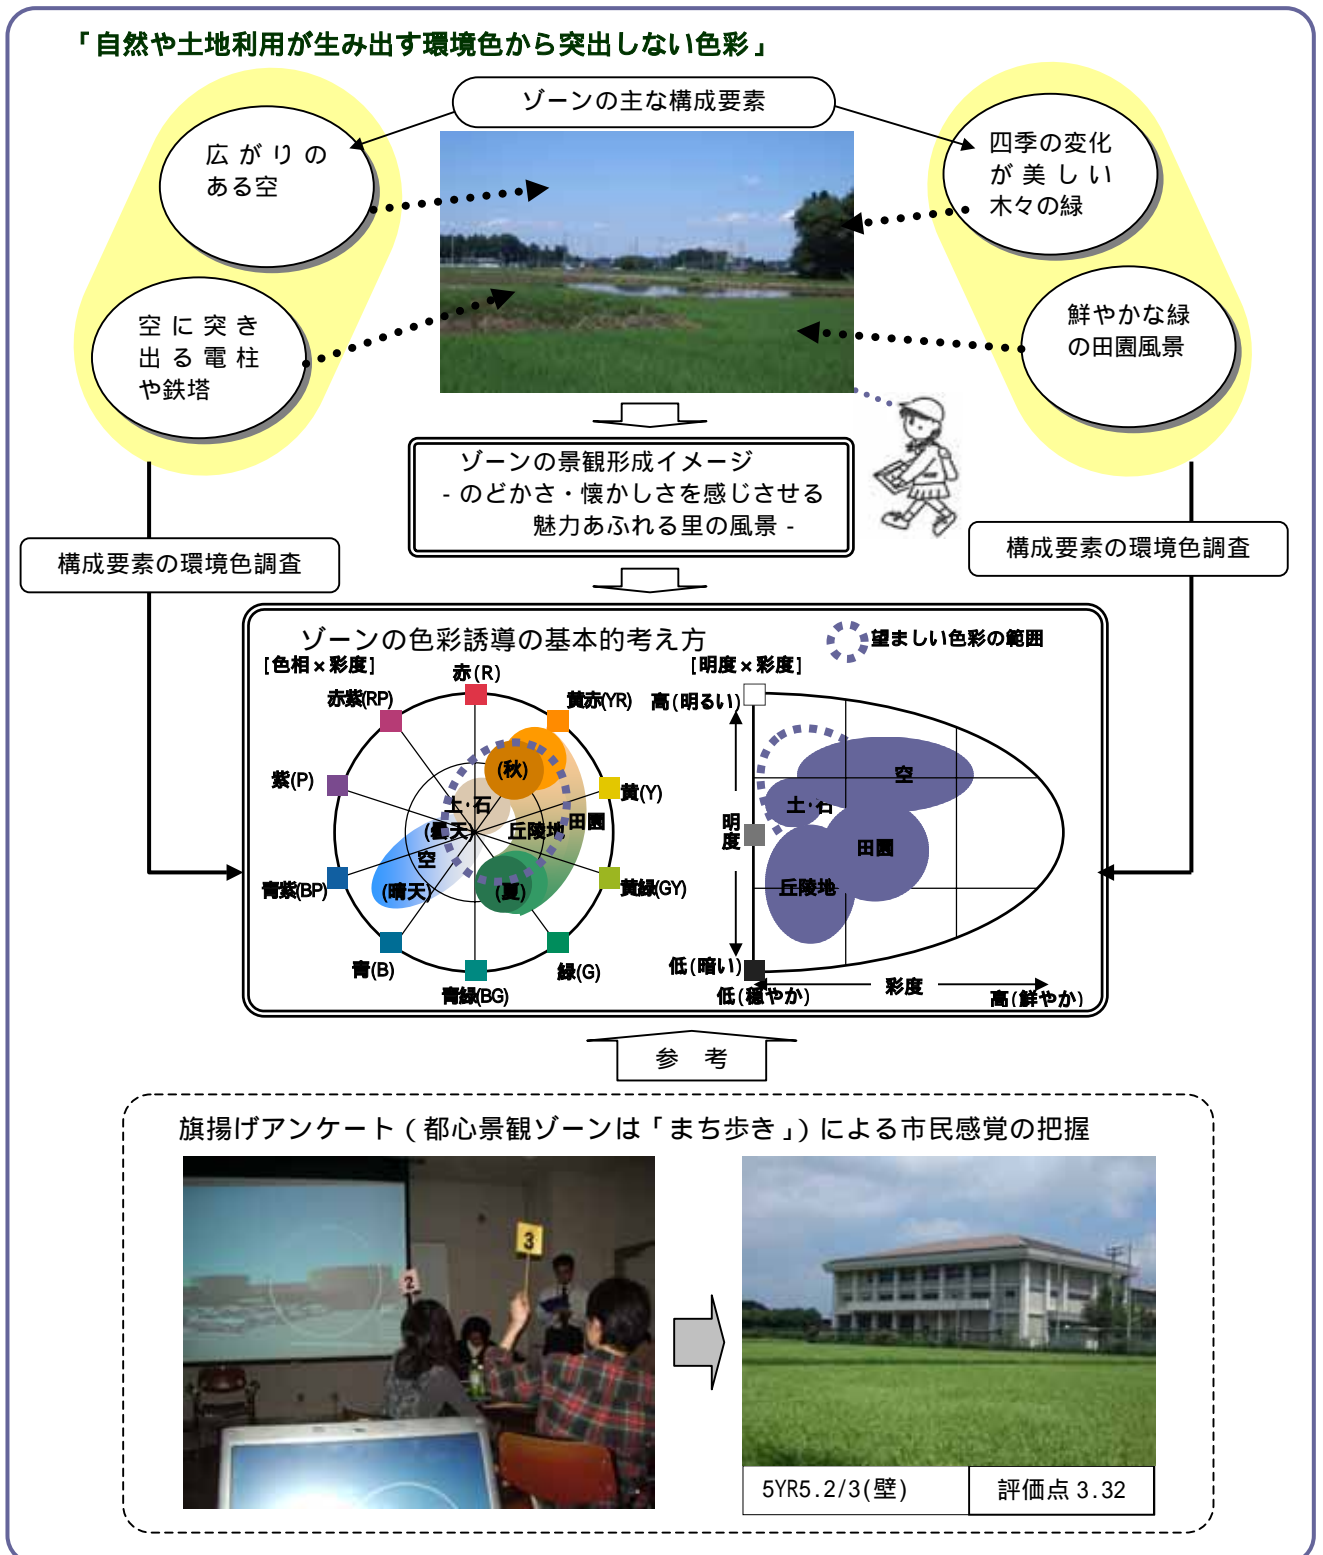 「自然や土地利用が生み出す環境色から突出しない色彩」
ゾーンの主な構成要素
広がりの
ある空
四季の変化
が美しい
木々の緑
空に突き
出る電柱
や鉄塔
鮮やかな緑
の田園風景
ゾーンの景観形成イメージ
-のどかさ・懐かしさを感じさせる
魅力あふれる里の風景-
構成要素の環境色調査
構成要素の環境色調査
ゾーンの色彩誘導の基本的考え方
望ましい色彩の範囲
[色相×彩度]
赤(R)
黄赤(YR)
黄(Y)
黄緑(GY)
緑(G)
青緑(BG)
青(B)
青紫(BP)
紫(P)
赤紫(RP)
(秋)
土・石
(曇天)
丘陵地
田園
空
(晴天)
(夏)
[明度×彩度]
高(明るい)
明度
低(暗い)
低(穏やか)
彩度
高(鮮やか)
空
土・石
田園
丘陵地
参 考
旗揚げアンケート(都心景観ゾーンは「まち歩き」)による市民感覚の把握
2
3
5YR5.2/3(壁)
評価点 3.32